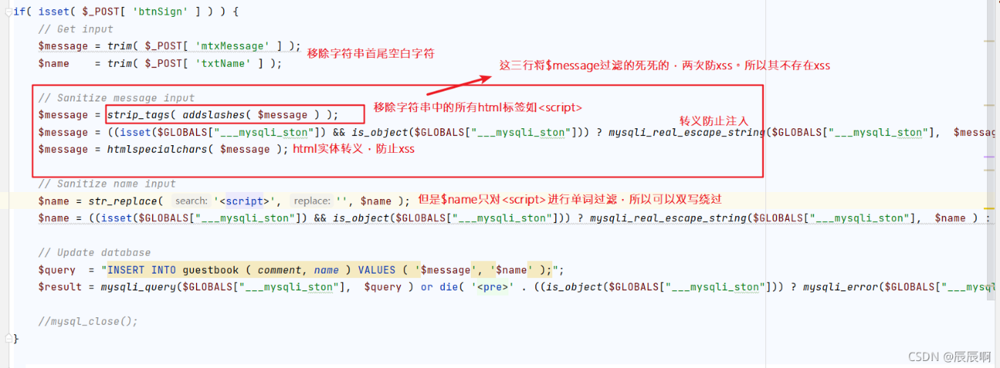 if( isset( $_POST[ 'btnSign' ] ) ) {
// Get input
$message = trim( $_POST[ 'mtxMessage' ] );
移除字符串首尾空白字符
$name    = trim( $_POST[ 'txtName' ] );
这三行将$message过滤的死死的，两次防xss。所以其不存在xss
// Sanitize message input
$message = strip_tags( addslashes( $message ) );
移除字符串中的所有html标签如<script>
转义防止注入
$message = ((isset($GLOBALS["___mysqli_ston"]) && is_object($GLOBALS["___mysqli_ston"])) ? mysqli_real_escape_string($GLOBALS["___mysqli_ston"],  $messag
$message = htmlspecialchars( $message ); html实体转义，防止xss
// Sanitize name input
$name = str_replace( search: '<script>', replace: '', $name ); 但是$name只对<script>进行单词过滤，所以可以双写绕过
$name = ((isset($GLOBALS["___mysqli_ston"]) && is_object($GLOBALS["___mysqli_ston"])) ? mysqli_real_escape_string($GLOBALS["___mysqli_ston"],  $name ) :
// Update database
$query  = "INSERT INTO guestbook ( comment, name ) VALUES ( '$message', '$name' );";
$result = mysqli_query($GLOBALS["___mysqli_ston"],  $query ) or die( '<pre>' . ((is_object($GLOBALS["___mysqli_ston"])) ? mysqli_error($GLOBALS["___mysql
//mysql_close();
}
CSDN @辰辰啊